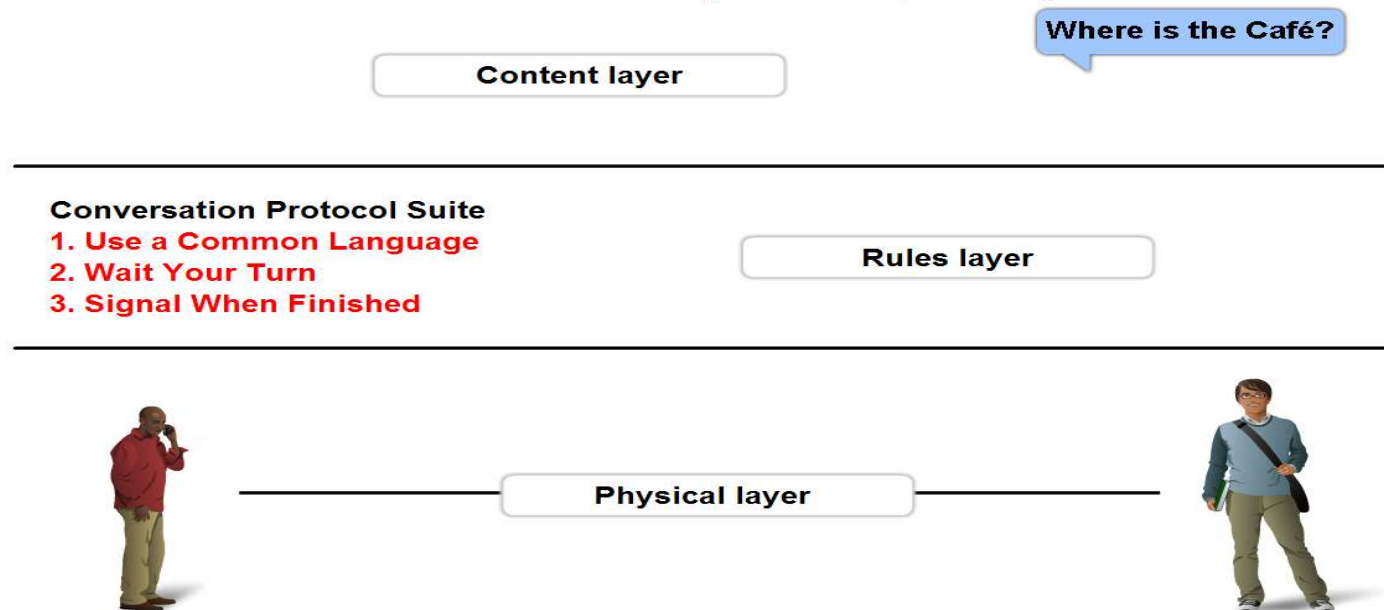 Where is the Café?
Content layer
Conversation Protocol Suite
1. Use a Common Language
2. Wait Your Turn
3. Signal When Finished
Rules layer
Physical layer